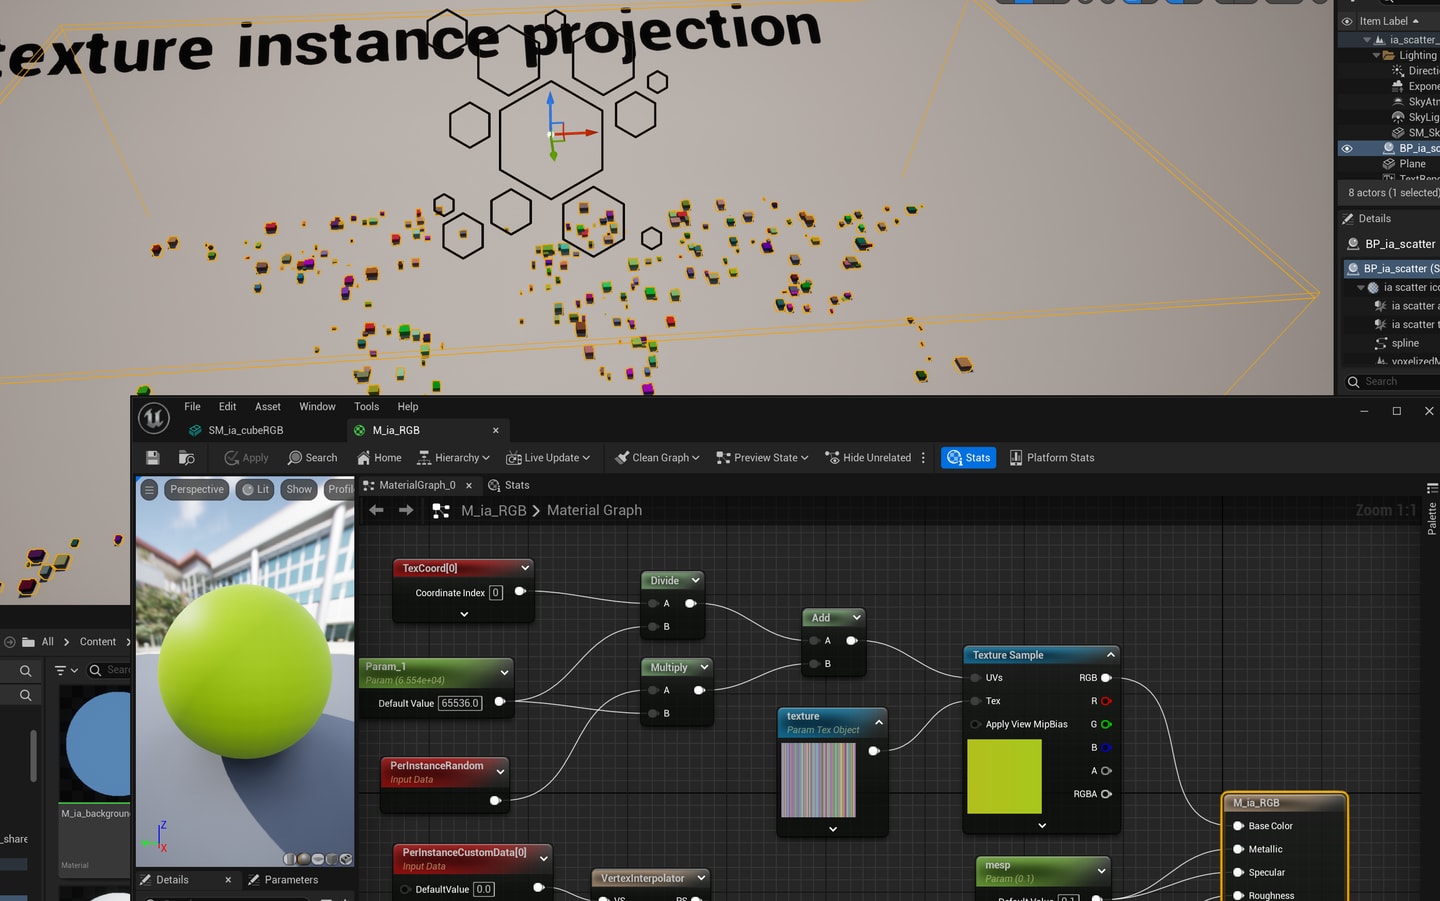 texture instance projection
Item Label
ia_scatter_
Lighting
Directi
Expone
SkyAtn
SkyLig
SM_Sk
BP_ia_sc
Plane
TextRend
8 actors (1 selected)
Details
BP_ia_scatter
BP_ia_scatter (S
ia scatter ico
ia scatter a
ia scatter t
spline
voxelizedM
Search
File Edit Asset Window Tools Help
SM_ia_cubeRGB
M_ia_RGB
Apply Search Home Hierarchy Live Update Clean Graph Preview State Hide Unrelated Stats Platform Stats
Perspective Lit Show Profil
MaterialGraph_0
Stats
M_ia_RGB > Material Graph
Zoom 1:1
Palette
TexCoord[0]
Coordinate Index 0
Divide
A
B
Param_1
Param (6.554e+04)
Default Value 65536.0
Multiply
A
B
Add
A
B
PerInstanceRandom
Input Data
texture
Param Tex Object
Texture Sample
UVs RGB
Tex R
Apply View MipBias G
B
A
RGBA
PerInstanceCustomData[0]
Input Data
DefaultValue 0.0
VertexInterpolator
VS PS
mesp
Param (0.1)
Default Value 0.1
M_ia_RGB
Base Color
Metallic
Specular
Roughness
All > Content >
Sear
M_ia_backgroun
Material
_share
Z
X
Details
Parameters